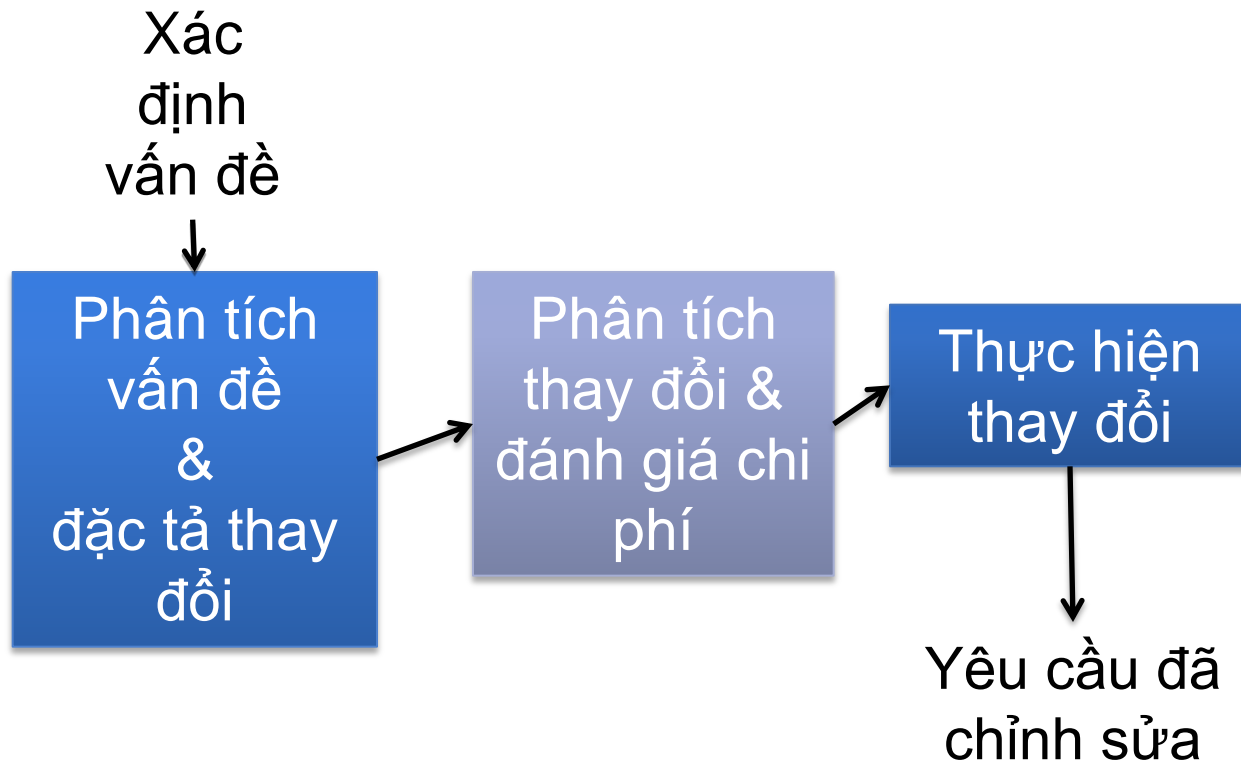 Xác
định
vấn đề
Phân tích
vấn đề
&
đặc tả thay
đổi
Phân tích
thay đổi &
đánh giá chi
phí
Thực hiện
thay đổi
Yêu cầu đã
chỉnh sửa